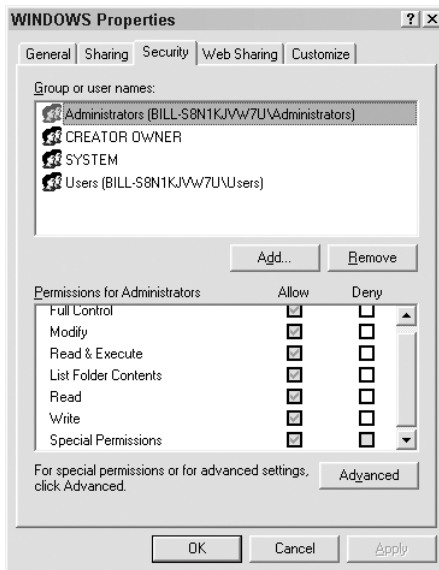 WINDOWS Properties
General Sharing Security Web Sharing Customize
Group or user names:
Administrators (BILL-S8N1KJVW7U\Administrators)
CREATOR OWNER
SYSTEM
Users (BILL-S8N1KJVW7U\Users)
Add... Remove
Permissions for Administrators Allow Deny
Full Control
Modify
Read & Execute
List Folder Contents
Read
Write
Special Permissions
For special permissions or for advanced settings,
click Advanced.
Advanced
OK Cancel Apply